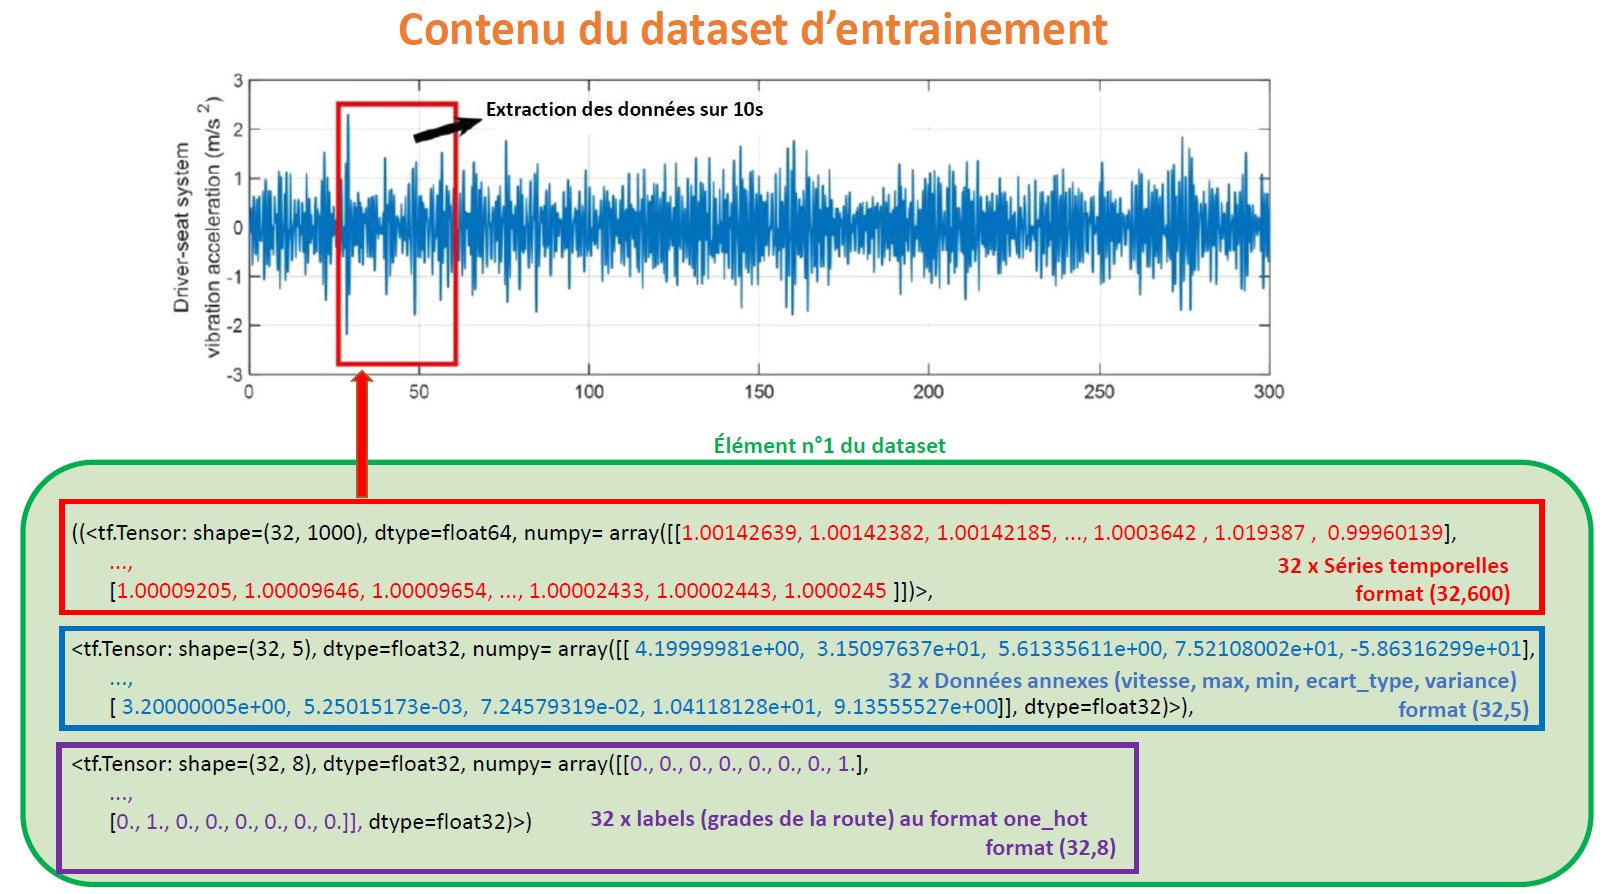 Contenu du dataset d’entrainement
3
2
1
0
-1
-2
-3
Driver-seat system
vibration acceleration (m/s 2)
Extraction des données sur 10s
0 50 100 150 200 250 300
Élément n°1 du dataset
((<tf.Tensor: shape=(32, 1000), dtype=float64, numpy= array([[1.00142639, 1.00142382, 1.00142185, ..., 1.0003642 , 1.019387 , 0.99960139],
...,
[1.00009205, 1.00009646, 1.00009654, ..., 1.00002433, 1.00002443, 1.0000245 ]])>,
32 x Séries temporelles
format (32,600)
<tf.Tensor: shape=(32, 5), dtype=float32, numpy= array([[ 4.19999981e+00, 3.15097637e+01, 5.61335611e+00, 7.52108002e+01, -5.86316299e+01],
...,
[ 3.20000005e+00, 5.25015173e-03, 7.24579319e-02, 1.04118128e+01, 9.13555527e+00]], dtype=float32)>),
32 x Données annexes (vitesse, max, min, ecart_type, variance)
format (32,5)
<tf.Tensor: shape=(32, 8), dtype=float32, numpy= array([[0., 0., 0., 0., 0., 0., 0., 1.],
...,
[0., 1., 0., 0., 0., 0., 0., 0.]], dtype=float32)>)
32 x labels (grades de la route) au format one_hot
format (32,8)